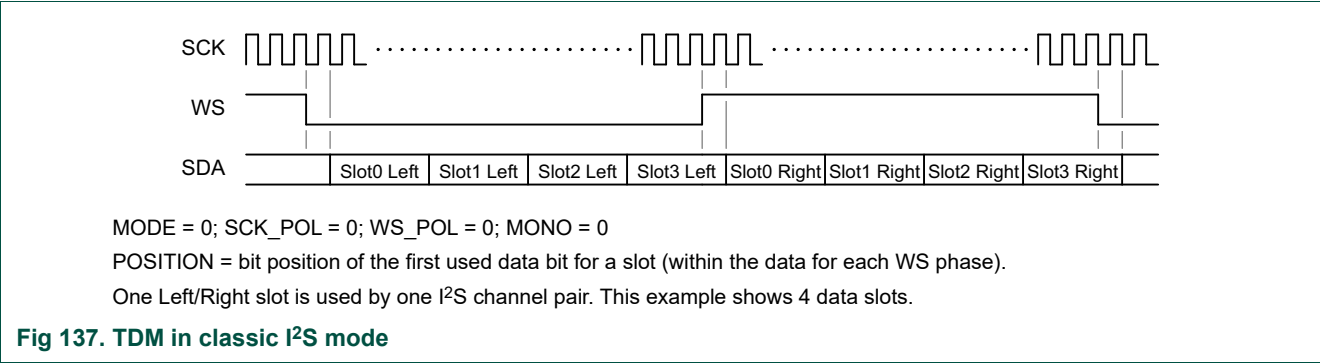 SCK
WS
SDA Slot0 Left Slot1 Left Slot2 Left Slot3 Left Slot0 Right Slot1 Right Slot2 Right Slot3 Right
MODE = 0; SCK_POL = 0; WS_POL = 0; MONO = 0
POSITION = bit position of the first used data bit for a slot (within the data for each WS phase).
One Left/Right slot is used by one I²S channel pair. This example shows 4 data slots.
Fig 137. TDM in classic I²S mode